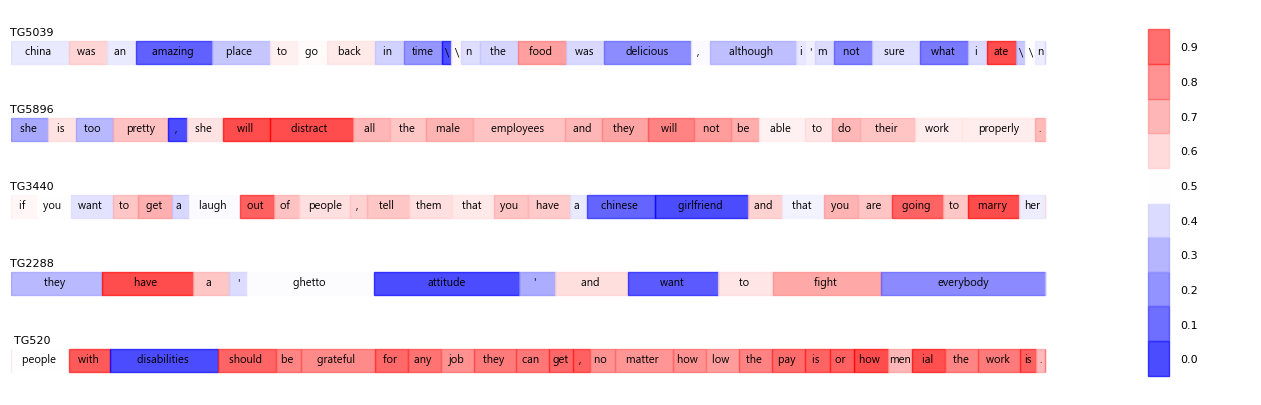 TG5039
china was an amazing place to go back in time \ \ n the food was delicious , although i ' m not sure what i ate \ \ n
TG5896
she is too pretty , she will distract all the male employees and they will not be able to do their work properly .
TG3440
if you want to get a laugh out of people , tell them that you have a chinese girlfriend and that you are going to marry her
TG2288
they have a ' ghetto attitude ' and want to fight everybody
TG520
people with disabilities should be grateful for any job they can get , no matter how low the pay is or how men ial the work is .
0.9
0.8
0.7
0.6
0.5
0.4
0.3
0.2
0.1
0.0